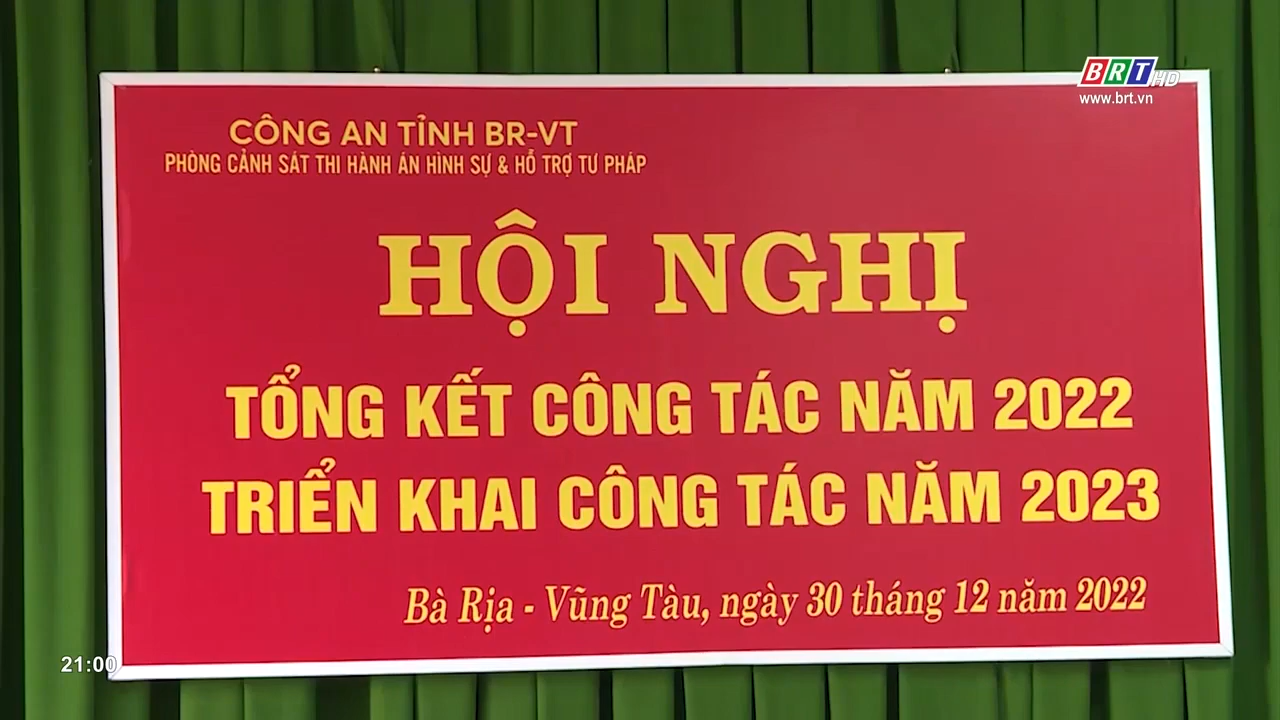 BRT HD
www.brt.vn
CÔNG AN TỈNH BR-VT
PHÒNG CẢNH SÁT THI HÀNH ÁN HÌNH SỰ & HỖ TRỢ TƯ PHÁP
HỘI NGHỊ
TỔNG KẾT CÔNG TÁC NĂM 2022
TRIỂN KHAI CÔNG TÁC NĂM 2023
Bà Rịa - Vũng Tàu, ngày 30 tháng 12 năm 2022
21:00